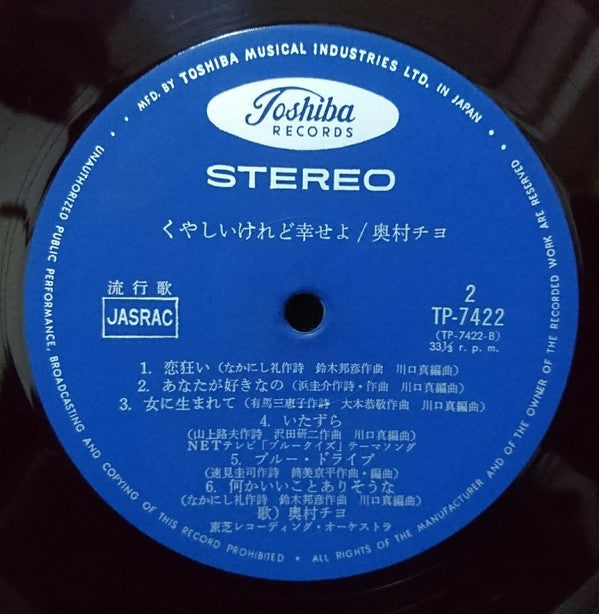 • MFD. BY TOSHIBA MUSICAL INDUSTRIES LTD. IN JAPAN •
Toshiba
RECORDS
STEREO
くやしいけれど幸せよ/奥村チヨ
流行歌
JASRAC
2
TP-7422
(TP-7422-B)
33⅓ r. p. m.
1. 恋狂い (なかにし礼作詩 鈴木邦彦作曲 川口真編曲)
2. あなたが好きなの (浜圭介作詩・作曲 川口真編曲)
3. 女に生まれて (有馬三恵子作詩 大本恭敬作曲 川口真編曲)
4. いたずら
(山上路夫作詩 沢田研二作曲 川口真編曲)
NETテレビ「ブルークイズ」テーマソング
5. ブルー・ドライブ
(速見圭司作詩 筒美京平作曲・編曲)
6. 何かいいことありそうな
(なかにし礼作詩 鈴木邦彦作曲 川口真編曲)
歌) 奥村チヨ
東芝レコーディング・オーケストラ
UNAUTHORIZED PUBLIC PERFORMANCE, BROADCASTING AND COPYING OF THIS RECORD PROHIBITED • ALL RIGHTS OF THE MANUFACTURER AND OF THE OWNER OF THE RECORDED WORK ARE RESERVED